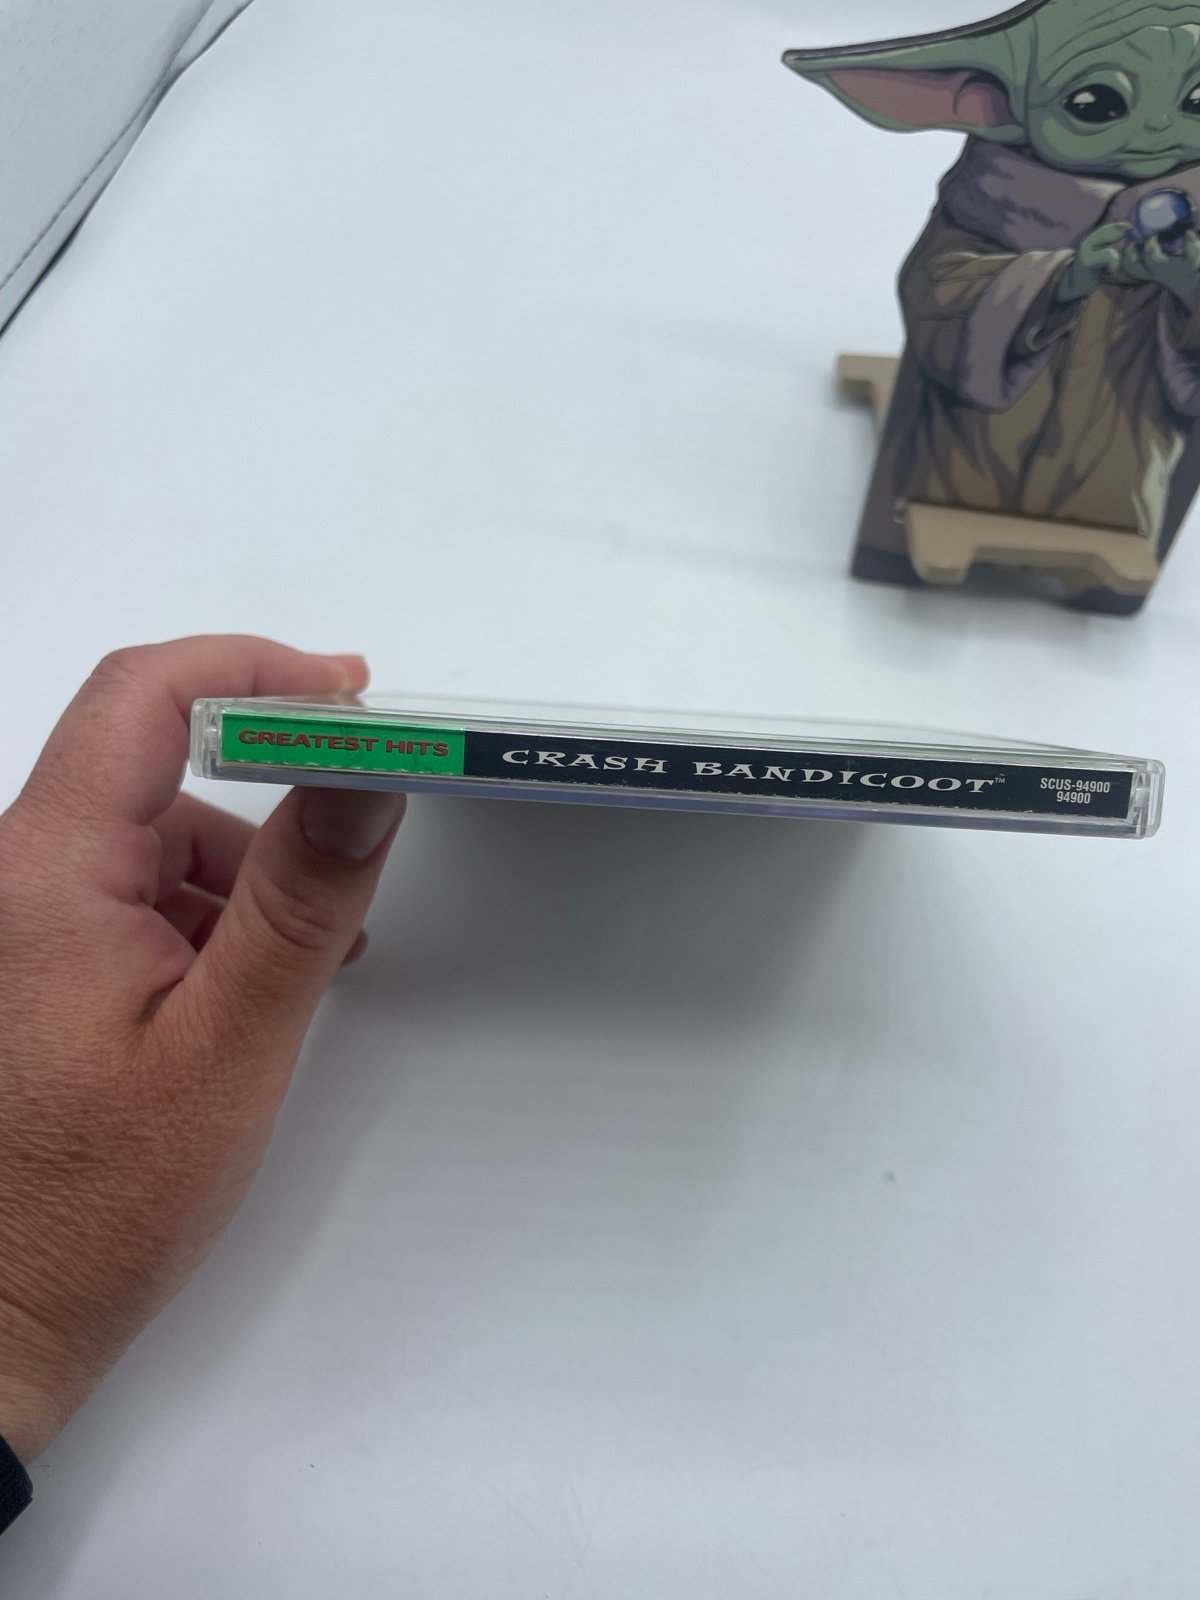 GREATEST HITS
CRASH BANDICOOT™
SCUS-94900
94900